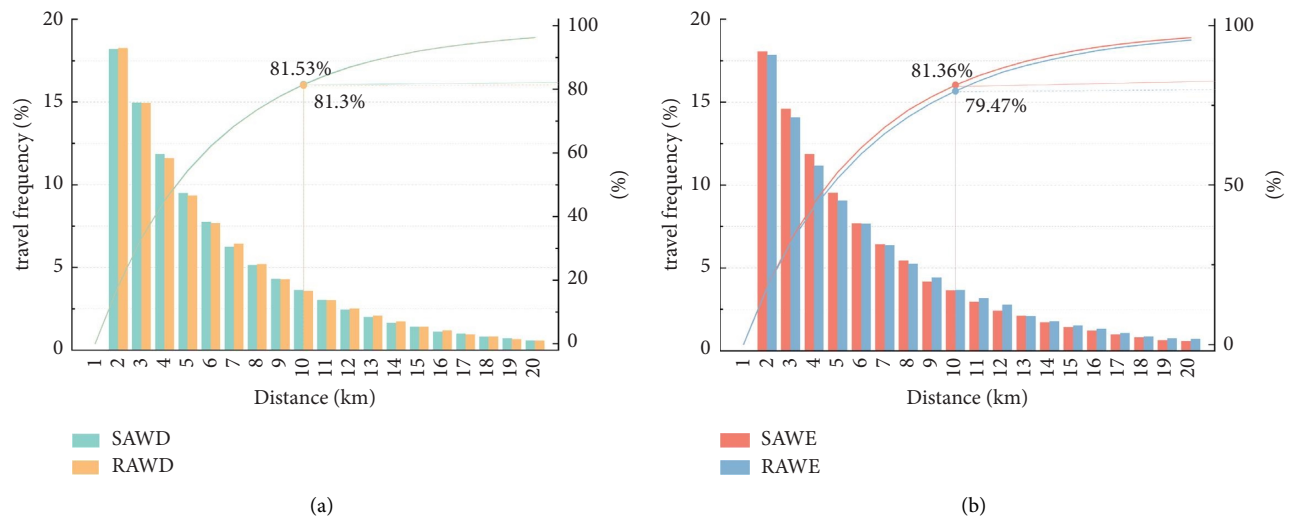 travel frequency (%)
20
15
10
5
0
100
80
60
40
20
0
(%)
81.53%
81.3%
1 2 3 4 5 6 7 8 9 10 11 12 13 14 15 16 17 18 19 20
Distance (km)
SAWD
RAWD
(a)
travel frequency (%)
20
15
10
5
0
100
50
0
(%)
81.36%
79.47%
1 2 3 4 5 6 7 8 9 10 11 12 13 14 15 16 17 18 19 20
Distance (km)
SAWE
RAWE
(b)